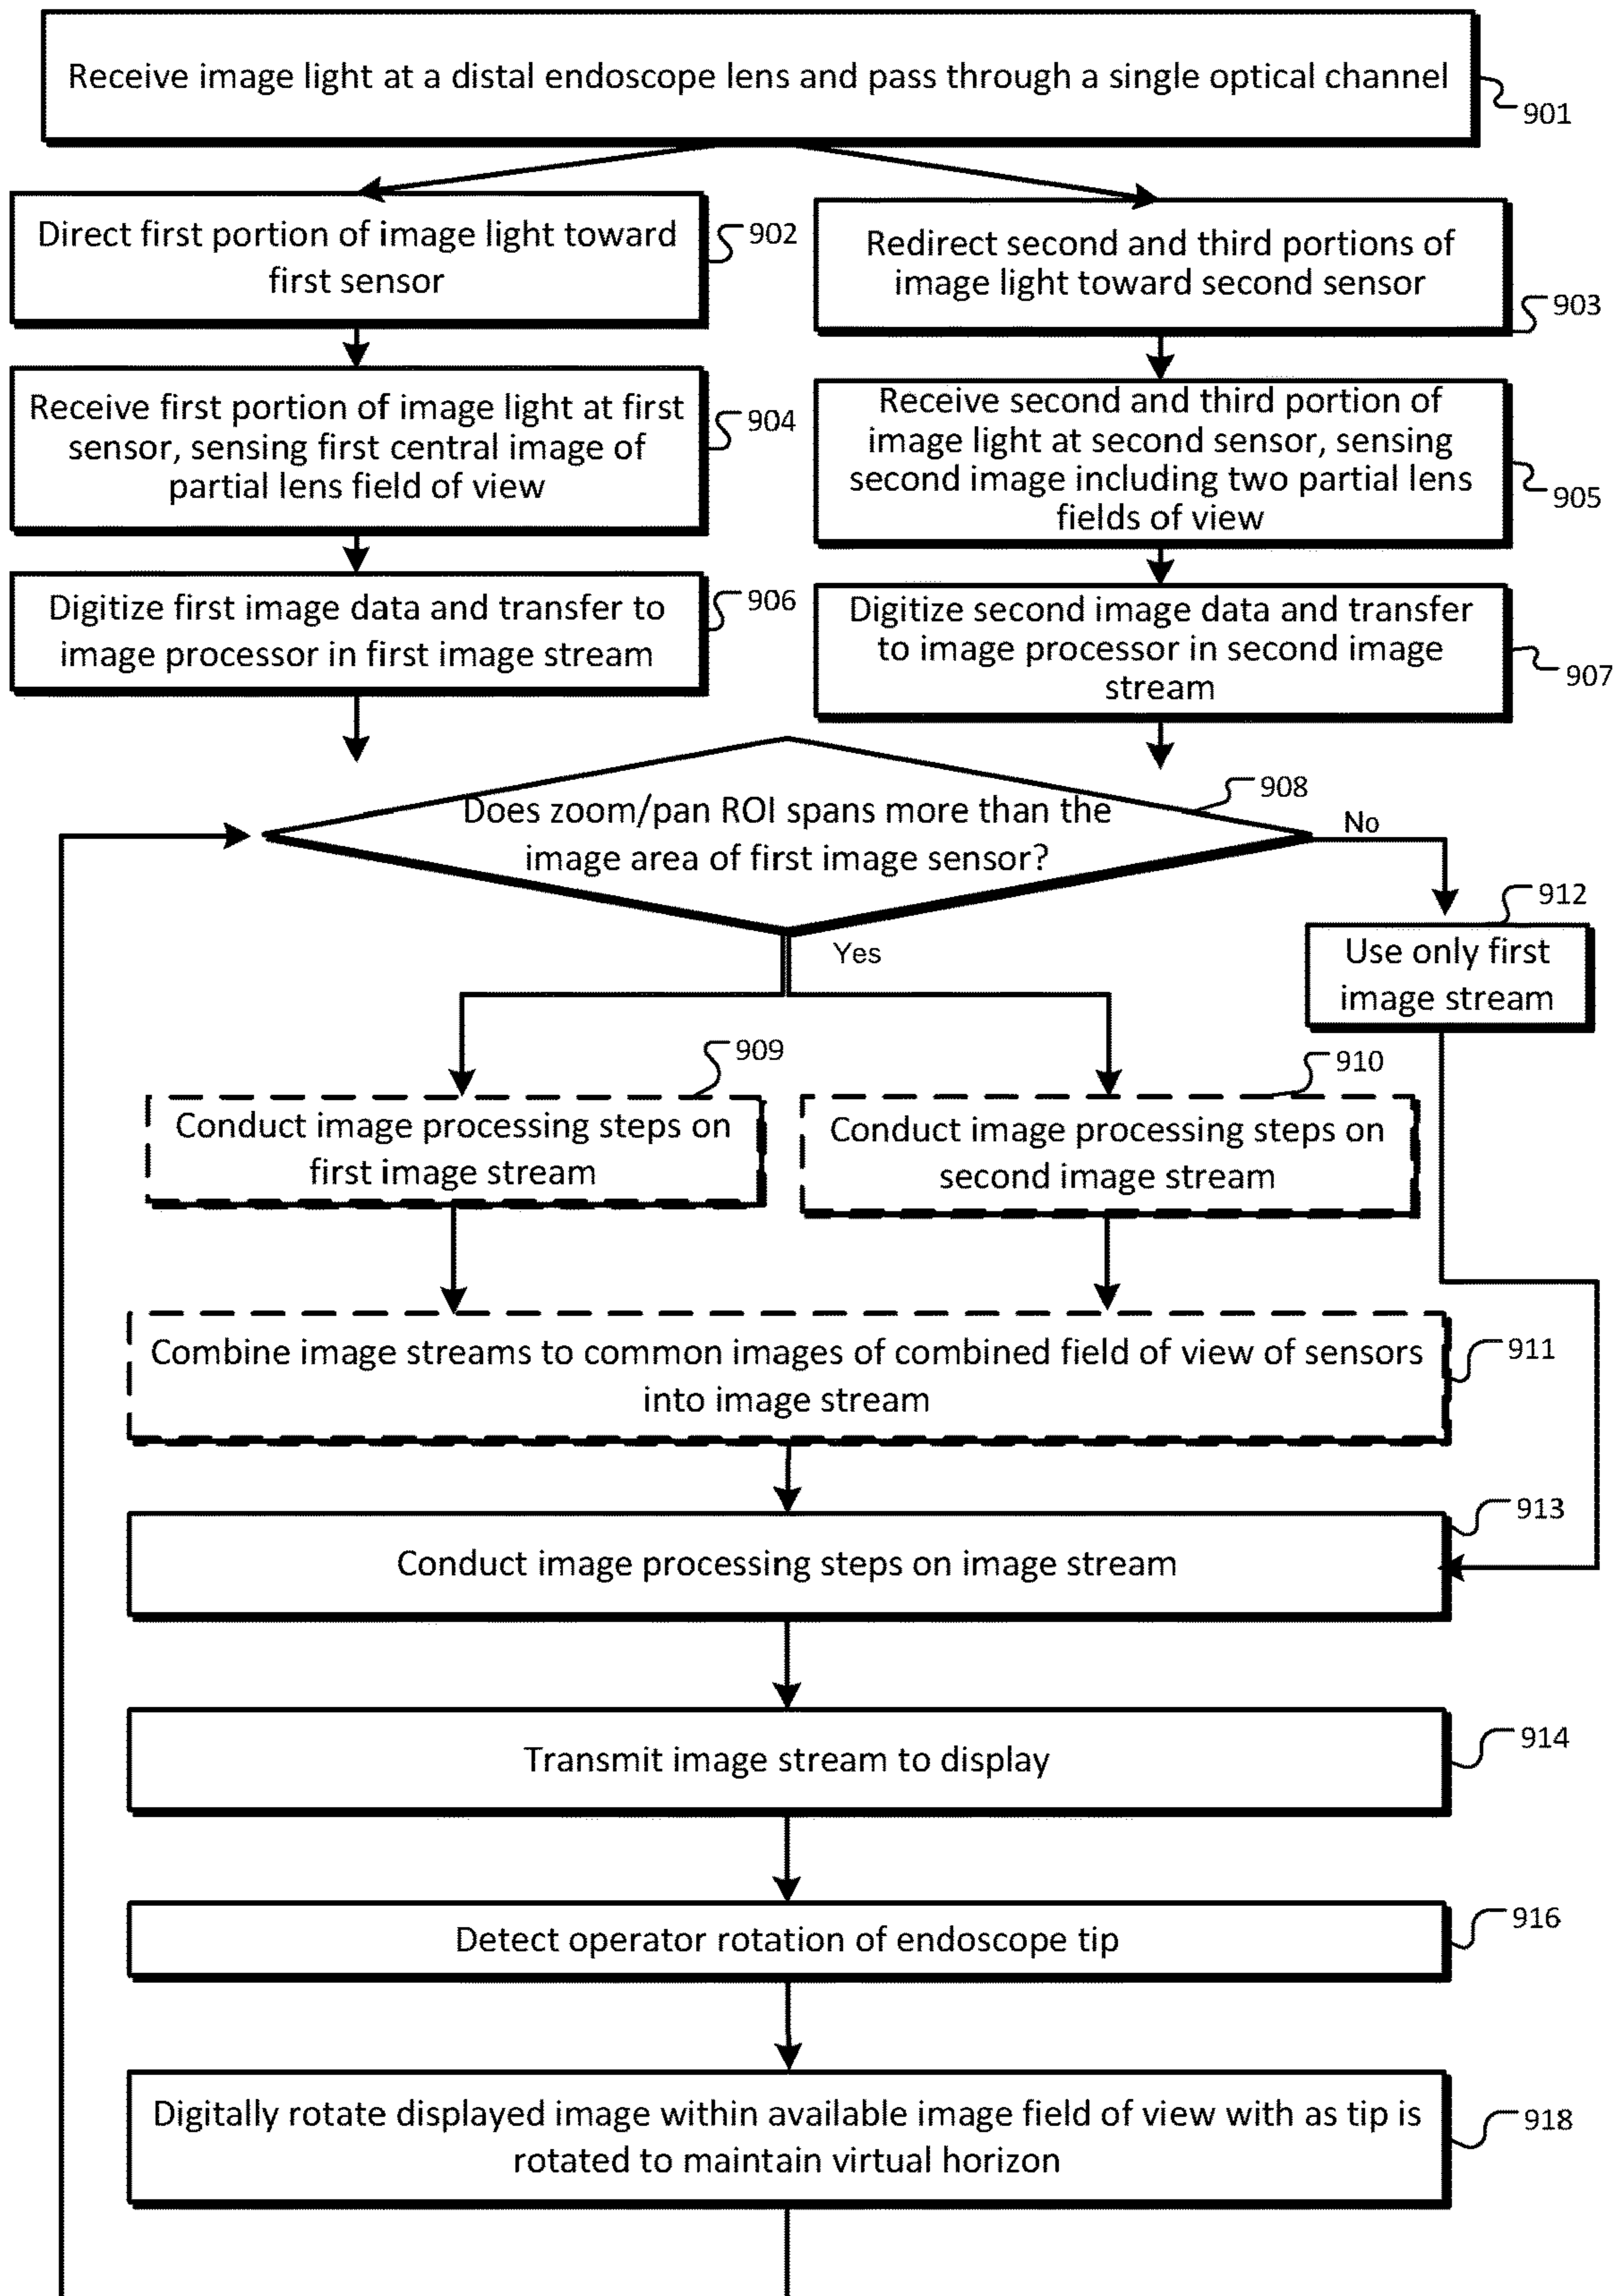 Receive image light at a distal endoscope lens and pass through a single optical channel
901
Direct first portion of image light toward
first sensor
902
Redirect second and third portions of
image light toward second sensor
903
Receive first portion of image light at first
sensor, sensing first central image of
partial lens field of view
904
Receive second and third portion of
image light at second sensor, sensing
second image including two partial lens
fields of view
905
Digitize first image data and transfer to
image processor in first image stream
906
Digitize second image data and transfer
to image processor in second image
stream
907
Does zoom/pan ROI spans more than the
image area of first image sensor?
908
No
Yes
912
Use only first
image stream
909
Conduct image processing steps on
first image stream
910
Conduct image processing steps on
second image stream
Combine image streams to common images of combined field of view of sensors
into image stream
911
913
Conduct image processing steps on image stream
Transmit image stream to display
914
Detect operator rotation of endoscope tip
916
Digitally rotate displayed image within available image field of view with as tip is
rotated to maintain virtual horizon
918